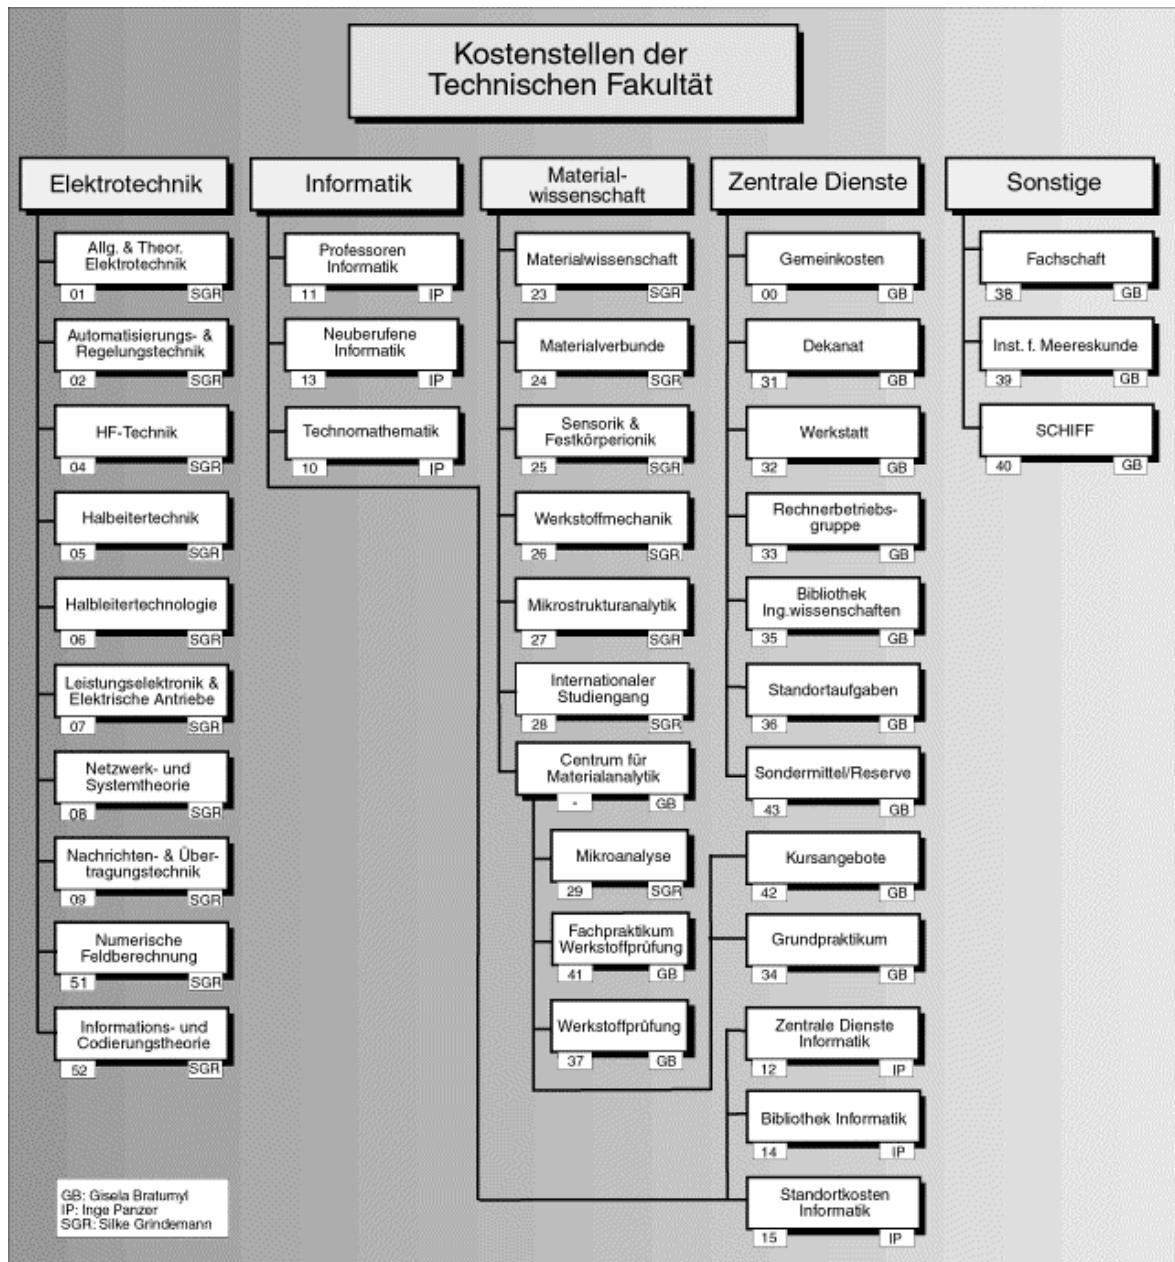 Kostenstellen der
Technischen Fakultät
Elektrotechnik
Allg. & Theor.
Elektrotechnik
01 SGR
Automatisierungs- &
Regelungstechnik
02 SGR
HF-Technik
04 SGR
Halbeitertechnik
05 SGR
Halbleitertechnologie
06 SGR
Leistungselektronik &
Elektrische Antriebe
07 SGR
Netzwerk- und
Systemtheorie
08 SGR
Nachrichten- & Über-
tragungstechnik
09 SGR
Numerische
Feldberechnung
51 SGR
Informations- und
Codierungstheorie
52 SGR
Informatik
Professoren
Informatik
11 IP
Neuberufene
Informatik
13 IP
Technomathematik
10 IP
Material-
wissenschaft
Materialwissenschaft
23 SGR
Materialverbunde
24 SGR
Sensorik &
Festkörperionik
25 SGR
Werkstoffmechanik
26 SGR
Mikrostrukturanalytik
27 SGR
Internationaler
Studiengang
28 SGR
Centrum für
Materialanalytik
- GB
Mikroanalyse
29 SGR
Fachpraktikum
Werkstoffprüfung
41 GB
Werkstoffprüfung
37 GB
Zentrale Dienste
Gemeinkosten
00 GB
Dekanat
31 GB
Werkstatt
32 GB
Rechnerbetriebs-
gruppe
33 GB
Bibliothek
Ing.wissenschaften
35 GB
Standortaufgaben
36 GB
Sondermittel/Reserve
43 GB
Kursangebote
42 GB
Grundpraktikum
34 GB
Zentrale Dienste
Informatik
12 IP
Bibliothek Informatik
14 IP
Standortkosten
Informatik
15 IP
Sonstige
Fachschaft
38 GB
Inst. f. Meereskunde
39 GB
SCHIFF
40 GB
GB: Gisela Bratumyl
IP: Inge Panzer
SGR: Silke Grindemann